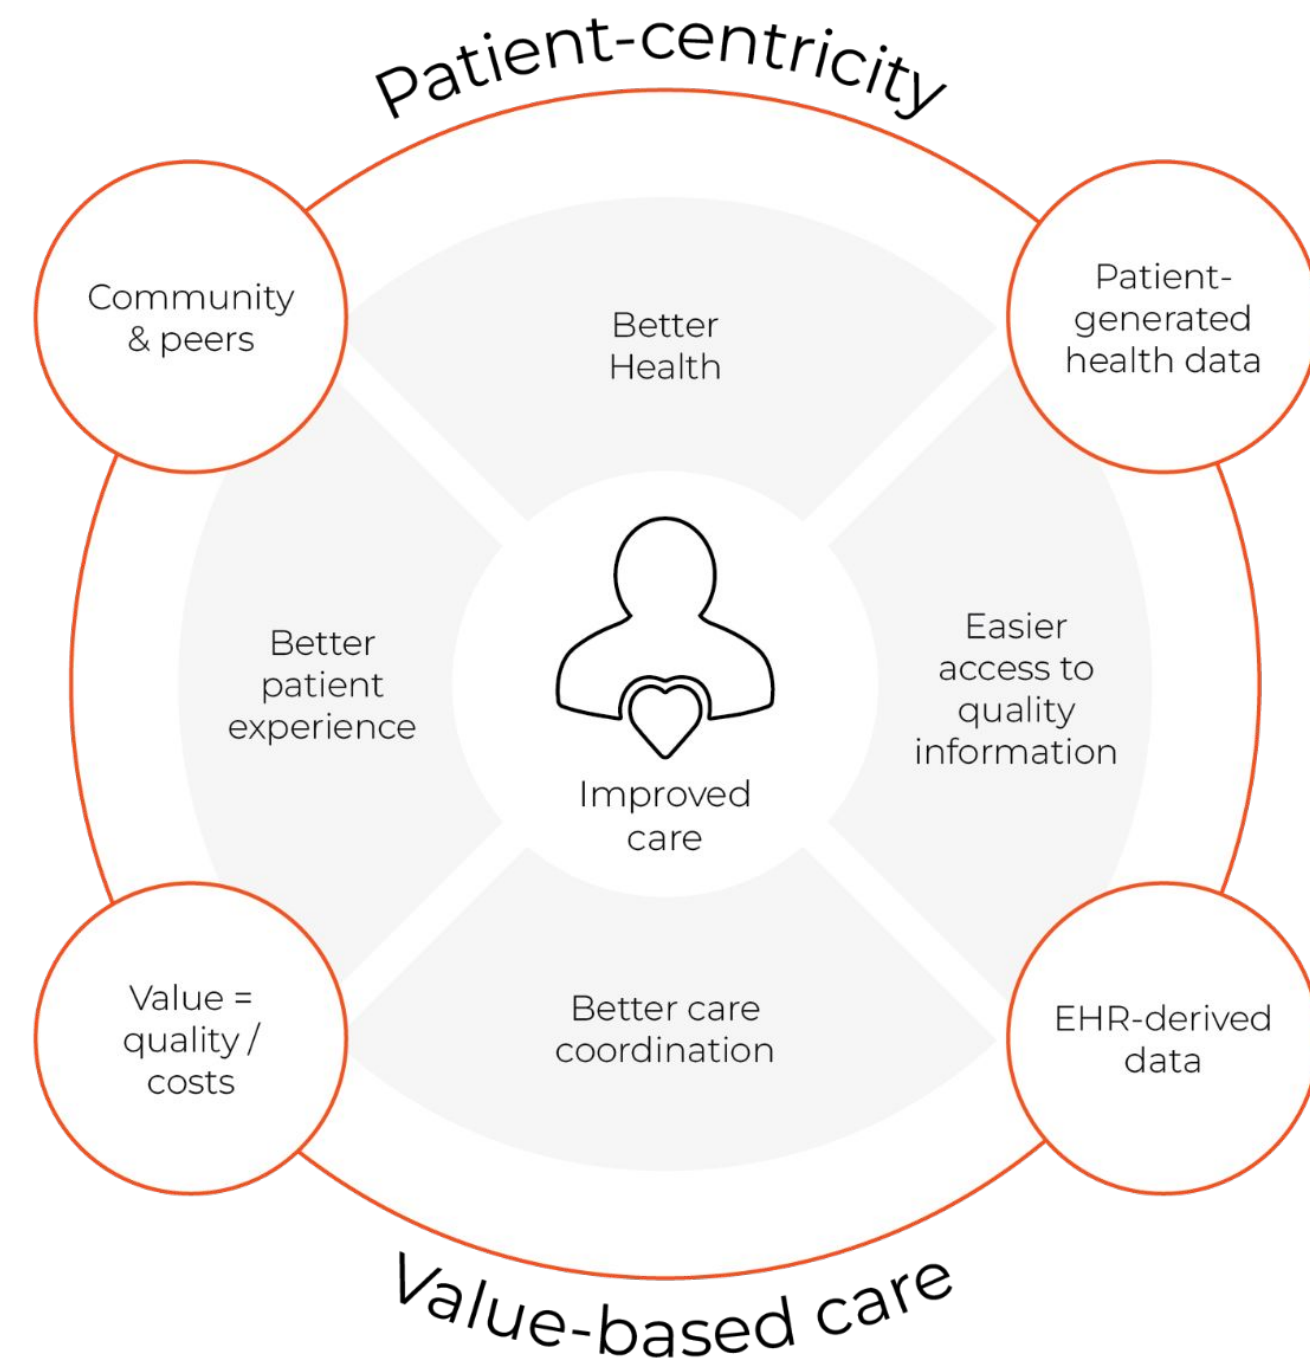 Patient-centricity
Community
& peers
Patient-
generated
health data
Better
Health
Better
patient
experience
Easier
access to
quality
information
Improved
care
Value =
quality /
costs
Better care
coordination
EHR-derived
data
Value-based care